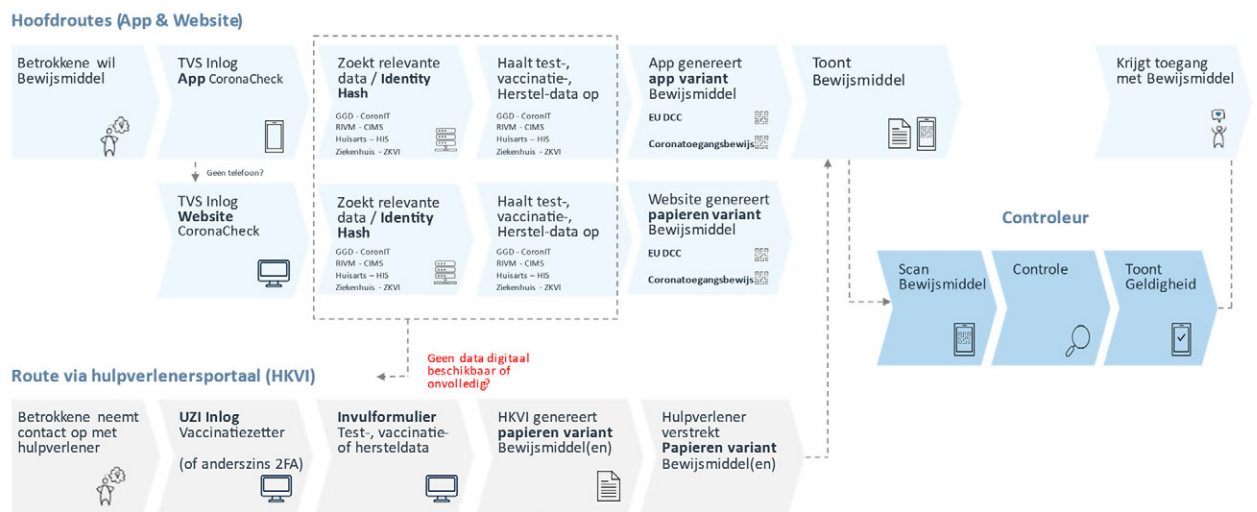 Hoofdroutes (App & Website)
Betrokkene wil
Bewijsmiddel
TVS Inlog
App CoronaCheck
Zoekt relevante
data / Identity
Hash
GGD - CoronIT
RIVM - CIMS
Huisarts – HIS
Ziekenhuis - ZKVI
Haalt test-,
vaccinatie-,
Herstel-data op
GGD - CoronIT
RIVM - CIMS
Huisarts – HIS
Ziekenhuis - ZKVI
App genereert
app variant
Bewijsmiddel
EU DCC
Coronatoegangsbewijs
Toont
Bewijsmiddel
Krijgt toegang
met Bewijsmiddel
Geen telefoon?
TVS Inlog
Website
CoronaCheck
Zoekt relevante
data / Identity
Hash
GGD - CoronIT
RIVM - CIMS
Huisarts – HIS
Ziekenhuis - ZKVI
Haalt test-,
vaccinatie-,
Herstel-data op
GGD - CoronIT
RIVM - CIMS
Huisarts – HIS
Ziekenhuis - ZKVI
Website genereert
papieren variant
Bewijsmiddel
EU DCC
Coronatoegangsbewijs
Controleur
Scan
Bewijsmiddel
Controle
Toont
Geldigheid
Geen data digitaal
beschikbaar of
onvolledig?
Route via hulpverlenersportaal (HKVI)
Betrokkene neemt
contact op met
hulpverlener
UZI Inlog
Vaccinatiezetter
(of anderszins 2FA)
Invulformulier
Test-, vaccinatie-
of hersteldata
HKVI genereert
papieren variant
Bewijsmiddel(en)
Hulpverlener
verstrekt
Papieren variant
Bewijsmiddel(en)